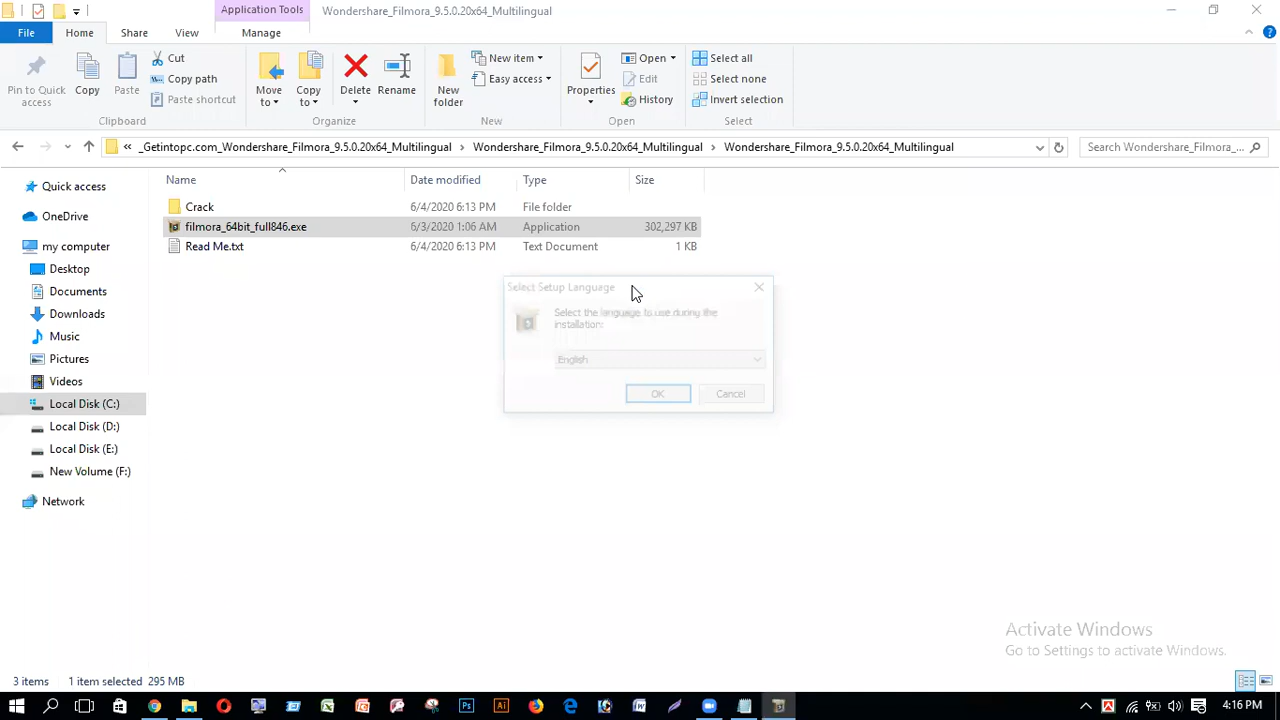 Application Tools
Wondershare_Filmora_9.5.0.20x64_Multilingual
File
Home
Share
View
Manage
Pin to Quick access
Copy
Paste
Cut
Copy path
Paste shortcut
Move to
Copy to
Delete
Rename
New folder
New item
Easy access
Properties
Open
Edit
History
Select all
Select none
Invert selection
Clipboard
Organize
New
Open
Select
« _Getintopc.com_Wondershare_Filmora_9.5.0.20x64_Multilingual > Wondershare_Filmora_9.5.0.20x64_Multilingual > Wondershare_Filmora_9.5.0.20x64_Multilingual
Search Wondershare_Filmora_...
Name Date modified Type Size
Crack 6/4/2020 6:13 PM File folder
filmora_64bit_full846.exe 6/3/2020 1:06 AM Application 302,297 KB
Read Me.txt 6/4/2020 6:13 PM Text Document 1 KB
Quick access
OneDrive
my computer
Desktop
Documents
Downloads
Music
Pictures
Videos
Local Disk (C:)
Local Disk (D:)
Local Disk (E:)
New Volume (F:)
Network
Select Setup Language
Select the language to use during the
installation:
English
OK Cancel
Activate Windows
Go to Settings to activate Windows.
3 items 1 item selected 295 MB
4:16 PM